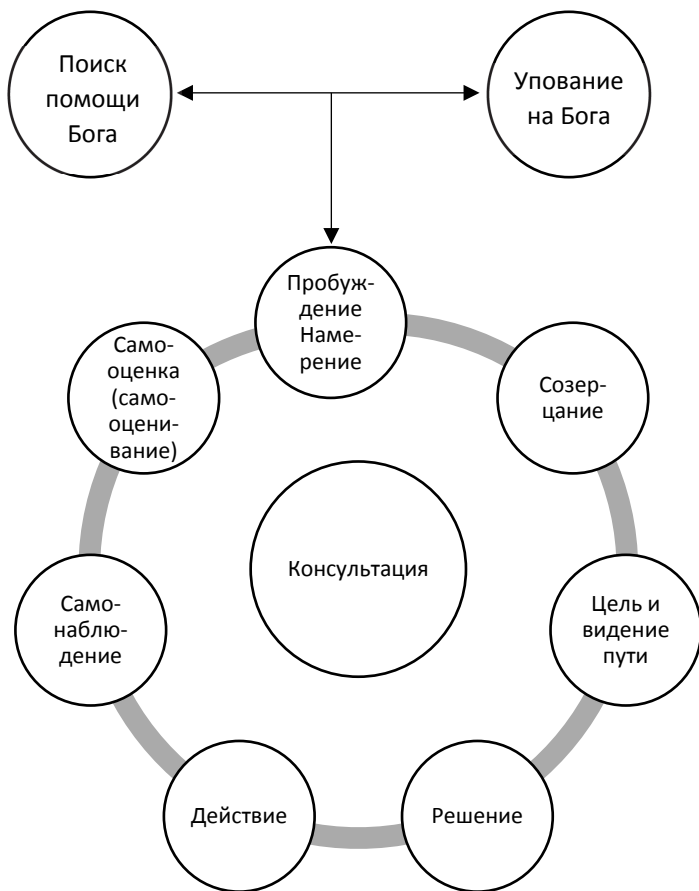 Поиск
помощи
Бога
Упование
на Бога
Пробуж-
дение
Наме-
рение
Само-
оценка
(само-
оцени-
вание)
Созер-
цание
Консультация
Само-
наблю-
дение
Цель и
видение
пути
Действие
Решение